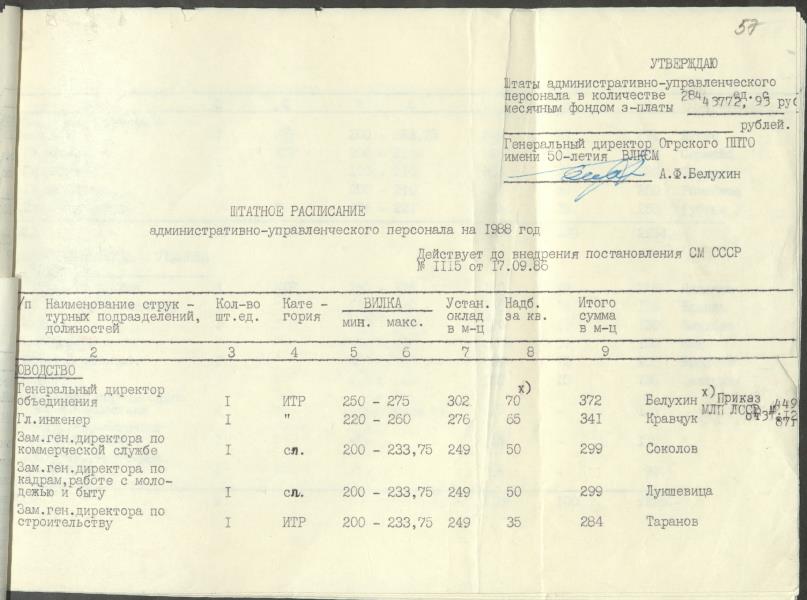 57
УТВЕРЖДАЮ
Штаты административно-управленческого
персонала в количестве 284 ед. с
месячным фондом з-платы 43772, 93 руб
рублей.
Генеральный директор Огрского ППТО
имени 50-летия ВЛКСМ
А.Ф.Белухин
ШТАТНОЕ РАСПИСАНИЕ
административно-управленческого персонала на 1988 год
Действует до внедрения постановления СМ СССР
№ III5 от 17.09.86
/п Наименование струк - Кол-во Кате - ВИЛКА Устан. Надб. Итого
турных подразделений, шт.ед. гория мин. макс. оклад за кв. сумма
должностей в м-ц в м-ц
2 3 4 5 6 7 8 9
ОВОДСТВО
Генеральный директор х)
объединения I ИТР 250 - 275 302 70 372 Белухин х) Приказ
МЛП ЛССР №
Гл.инженер I " 220 - 260 276 65 341 Кравчук
Зам.ген.директора по
коммерческой службе I сл. 200 - 233,75 249 50 299 Соколов
Зам.ген.директора по
кадрам,работе с моло-
дежью и быту I сл. 200 - 233,75 249 50 299 Лукшевица
Зам.ген.директора по
строительству I ИТР 200 - 233,75 249 35 284 Таранов